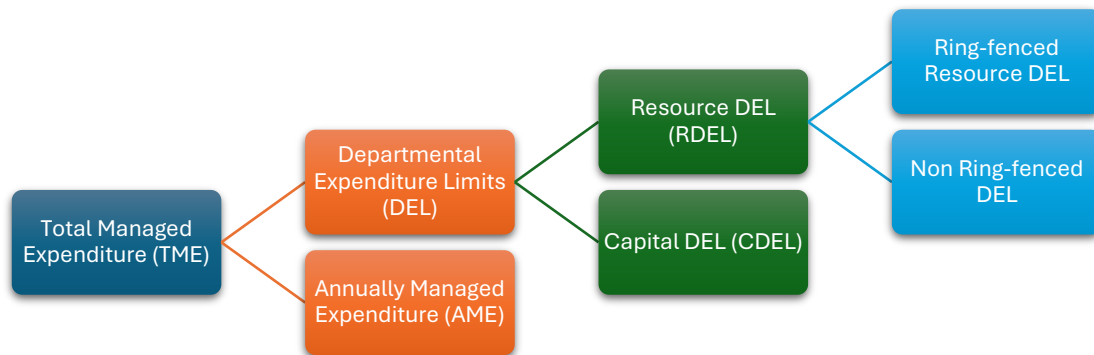 Total Managed
Expenditure (TME)
Departmental
Expenditure Limits
(DEL)
Annually Managed
Expenditure (AME)
Resource DEL
(RDEL)
Capital DEL (CDEL)
Ring-fenced
Resource DEL
Non Ring-fenced
DEL